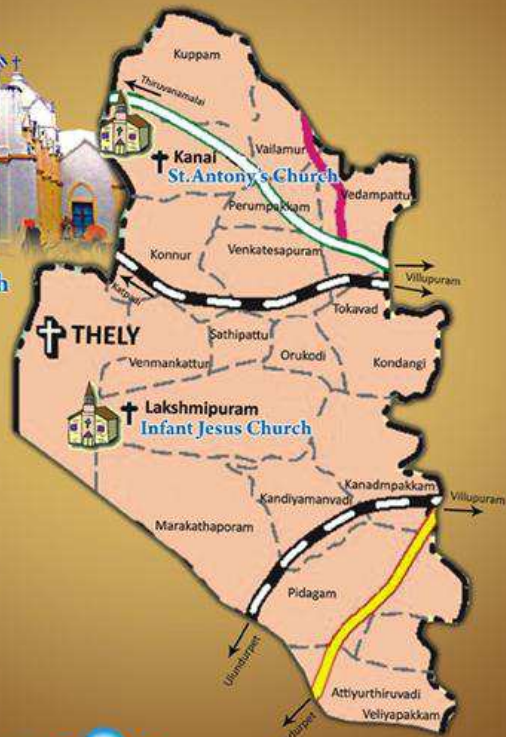 Kuppam
Thiruvanamalai
Kanai
St.Antony's Church
Vailamur
Vedampattu
Perumpakkam
Konnur
Venkatesapuram
Villupuram
Katpadi
Tokavad
THELY
Sathipattu
Orukodi
Venmankattur
Kondangi
Lakshmipuram
Infant Jesus Church
Kanadmpakkam
Kandiyamanvadi
Villupuram
Marakathaporam
Pidagam
Ulundurpet
Attiyurthiruvadi
Veliyapakkam